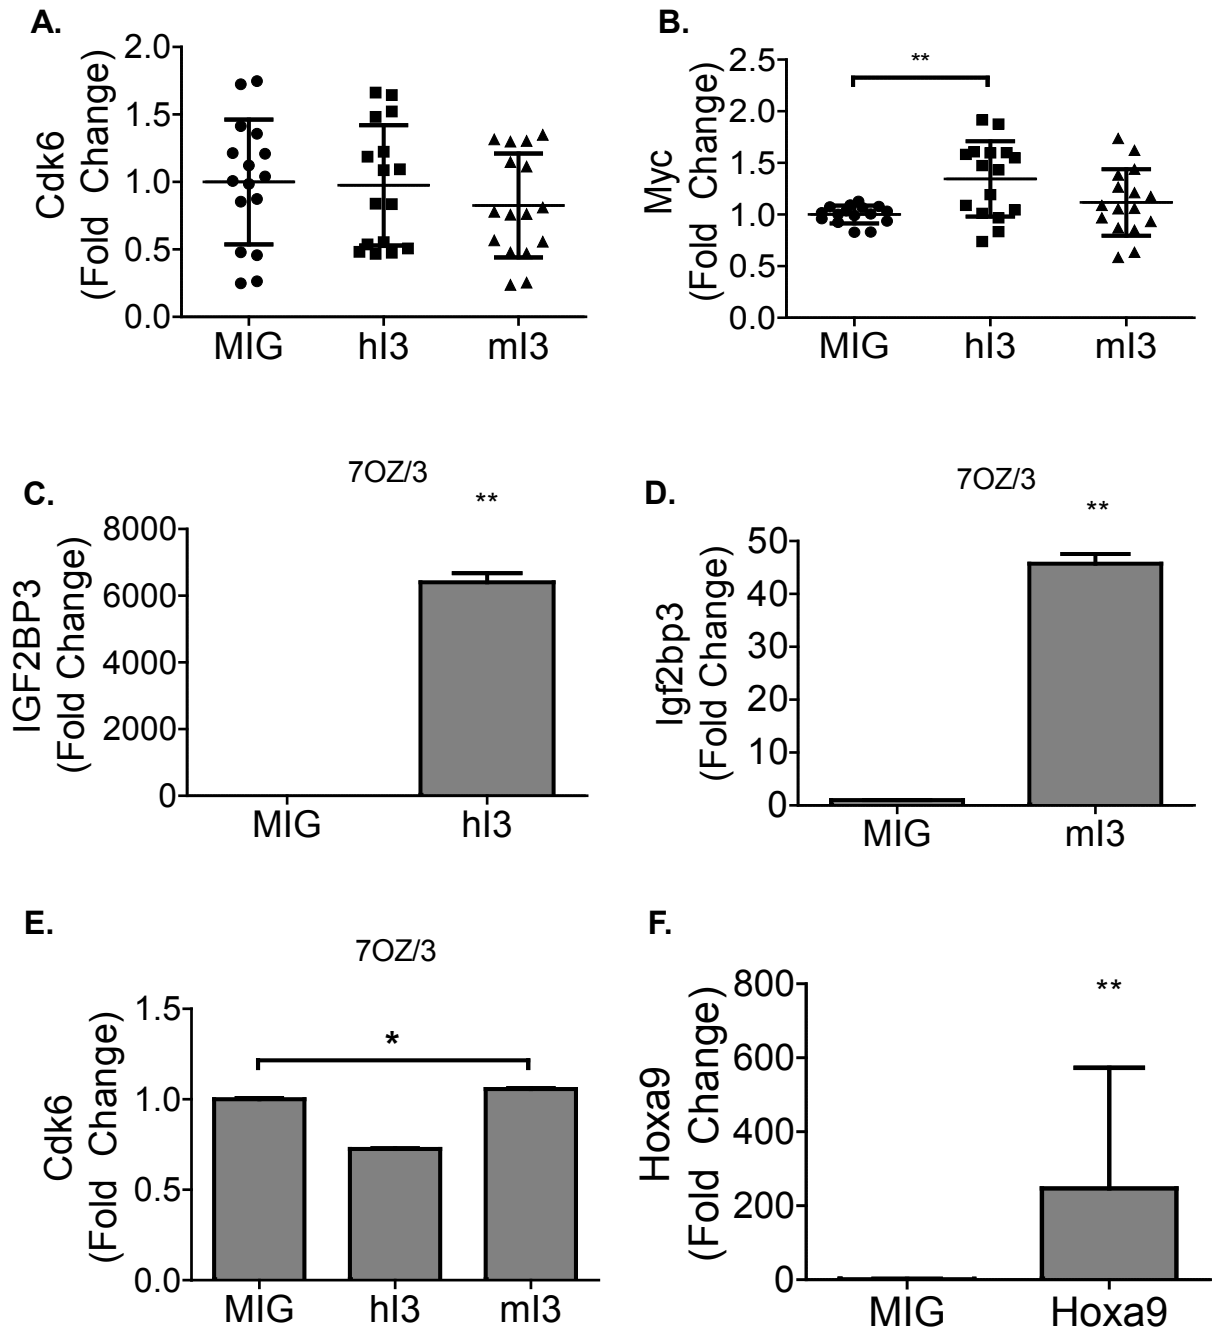 A.
Cdk6
(Fold Change)
2.0
1.5
1.0
0.5
0.0
MIG hI3 mI3
B.
Myc
(Fold Change)
2.5
2.0
1.5
1.0
0.5
0.0
**
MIG hI3 mI3
C.
7OZ/3
**
IGF2BP3
(Fold Change)
8000
6000
4000
2000
0
MIG hI3
D.
7OZ/3
**
Igf2bp3
(Fold Change)
50
40
30
20
10
0
MIG mI3
E.
7OZ/3
Cdk6
(Fold Change)
1.5
1.0
0.5
0.0
*
MIG hI3 mI3
F.
Hoxa9
(Fold Change)
800
600
400
200
0
**
MIG Hoxa9